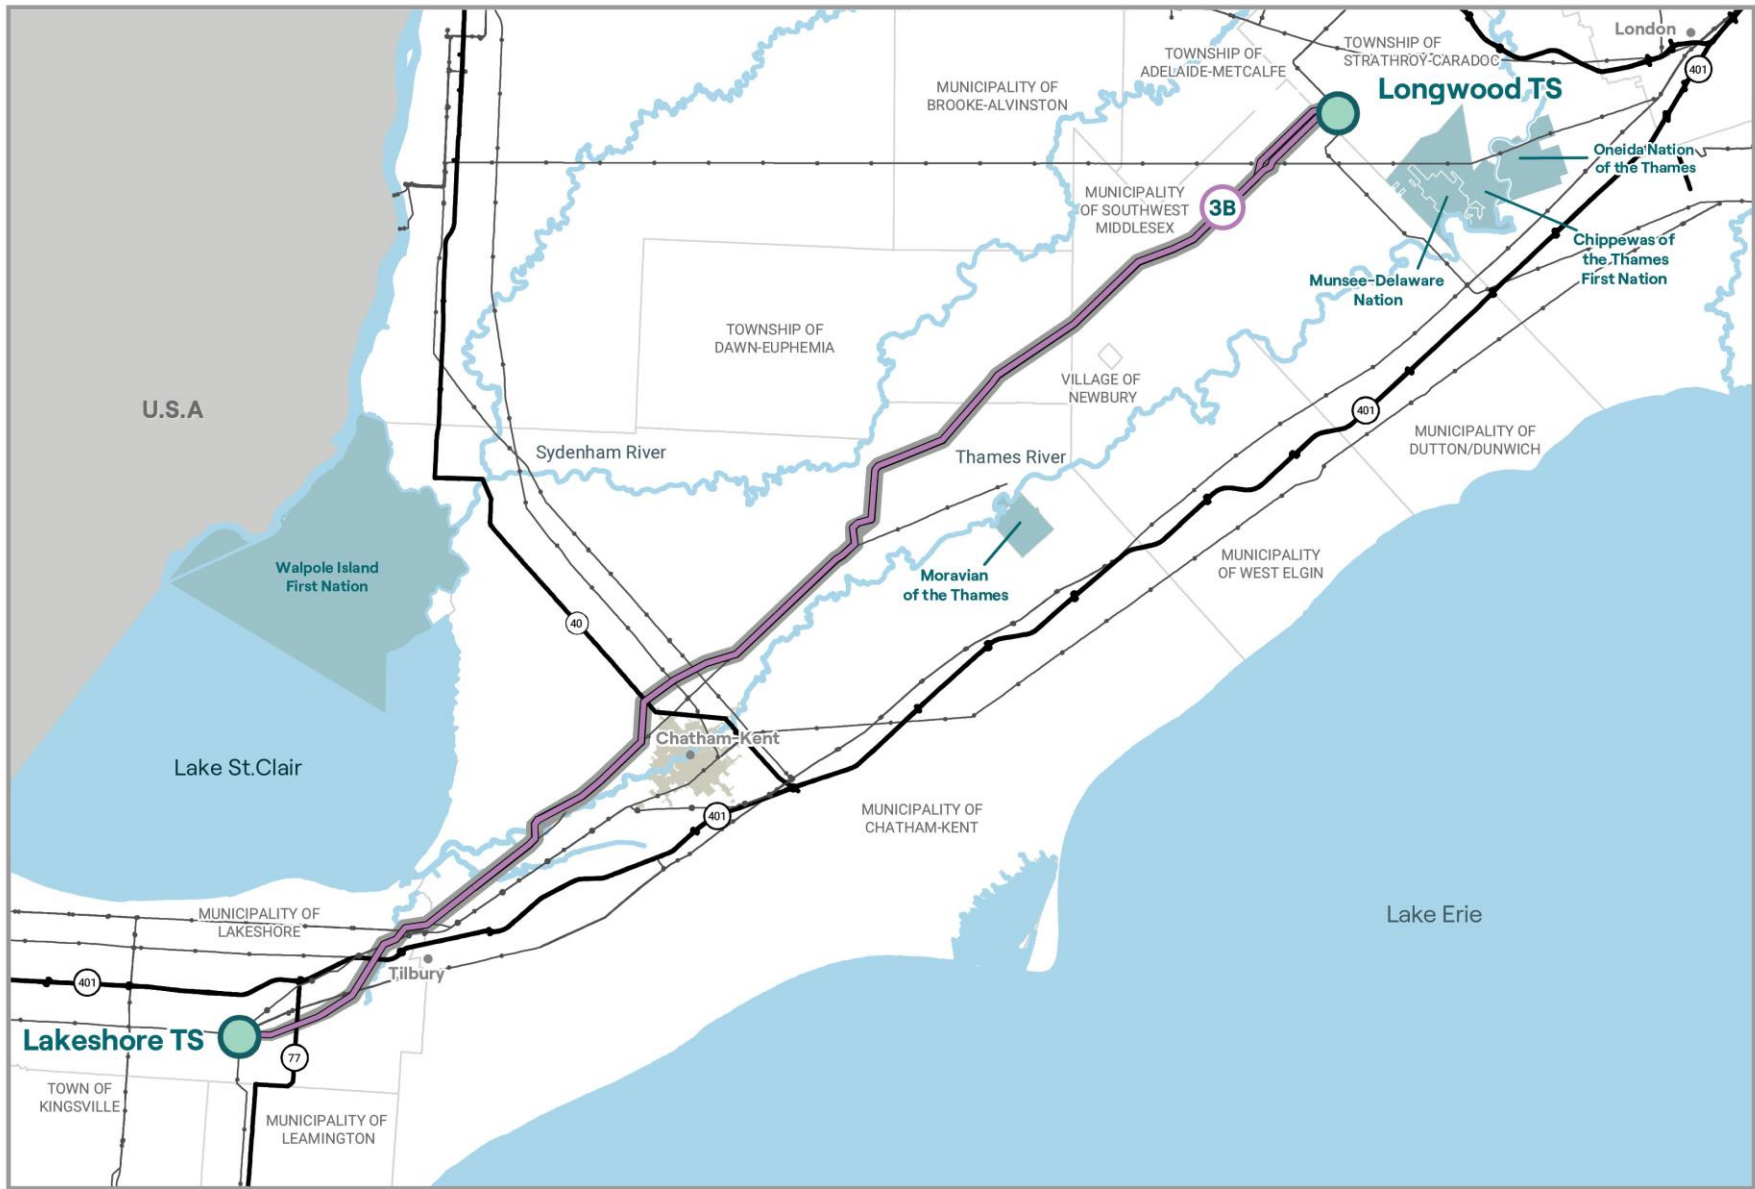 London
TOWNSHIP OF
ADELAIDE-METCALFE
TOWNSHIP OF
STRATHROY-CARADOC
401
Longwood TS
MUNICIPALITY OF
BROOKE-ALVINSTON
Oneida Nation
of the Thames
MUNICIPALITY
OF SOUTHWEST
MIDDLESEX
3B
Chippewas of
the Thames
First Nation
Munsee-Delaware
Nation
TOWNSHIP OF
DAWN-EUPHEMIA
VILLAGE OF
NEWBURY
U.S.A
401
MUNICIPALITY OF
DUTTON/DUNWICH
Sydenham River
Thames River
Walpole Island
First Nation
MUNICIPALITY
OF WEST ELGIN
Moravian
of the Thames
40
Chatham-Kent
Lake St.Clair
401
MUNICIPALITY OF
CHATHAM-KENT
Lake Erie
MUNICIPALITY OF
LAKESHORE
Tilbury
401
Lakeshore TS
77
TOWN OF
KINGSVILLE
MUNICIPALITY OF
LEAMINGTON